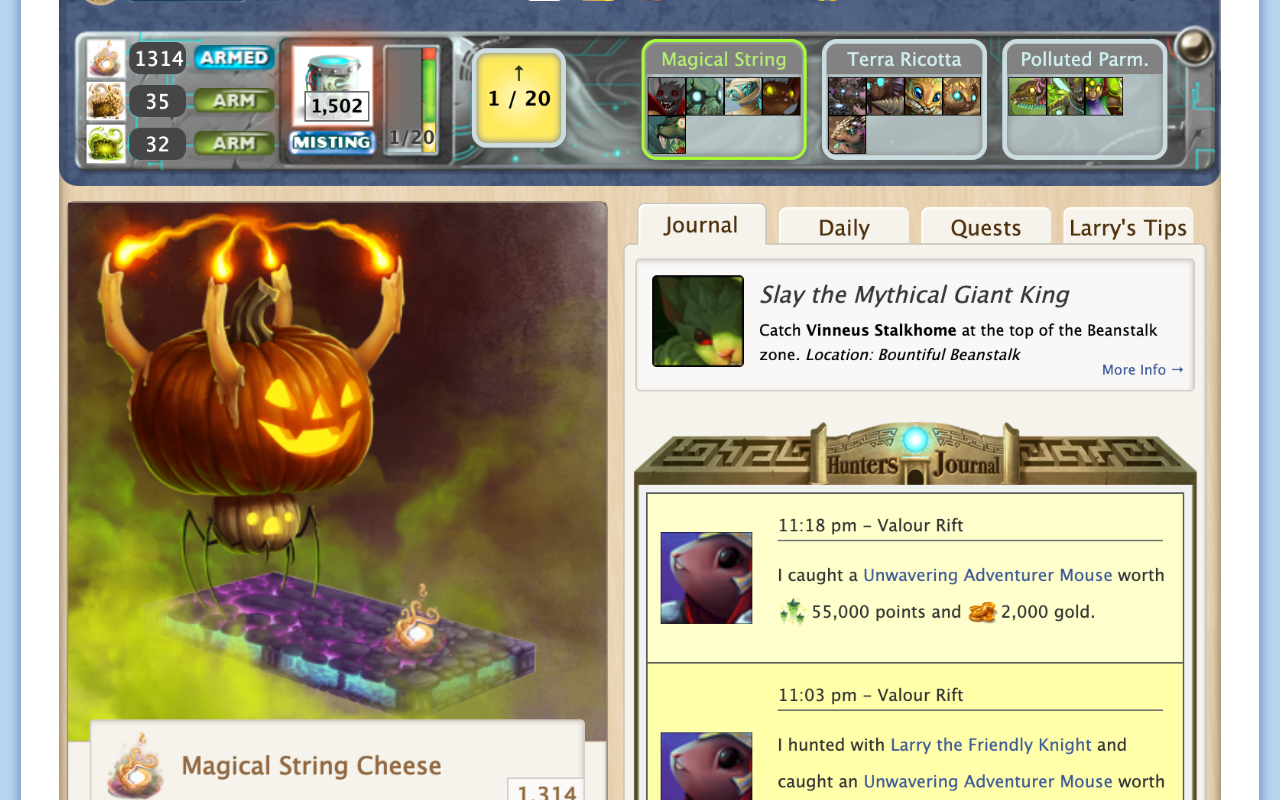 1314
ARMED
35
ARM
32
ARM
1,502
MISTING
1/20
↑
1 / 20
Magical String
Terra Ricotta
Polluted Parm.
Journal
Daily
Quests
Larry's Tips
Slay the Mythical Giant King
Catch Vinneus Stalkhome at the top of the Beanstalk
zone. Location: Bountiful Beanstalk
More Info →
Hunters Journal
11:18 pm – Valour Rift
I caught a Unwavering Adventurer Mouse worth
55,000 points and 2,000 gold.
11:03 pm – Valour Rift
I hunted with Larry the Friendly Knight and
caught an Unwavering Adventurer Mouse worth
Magical String Cheese
1,314